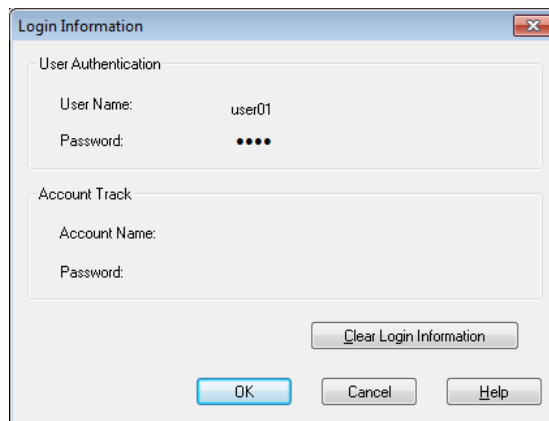 Login Information
User Authentication
User Name: user01
Password: ●●●●
Account Track
Account Name:
Password:
Clear Login Information
OK Cancel Help